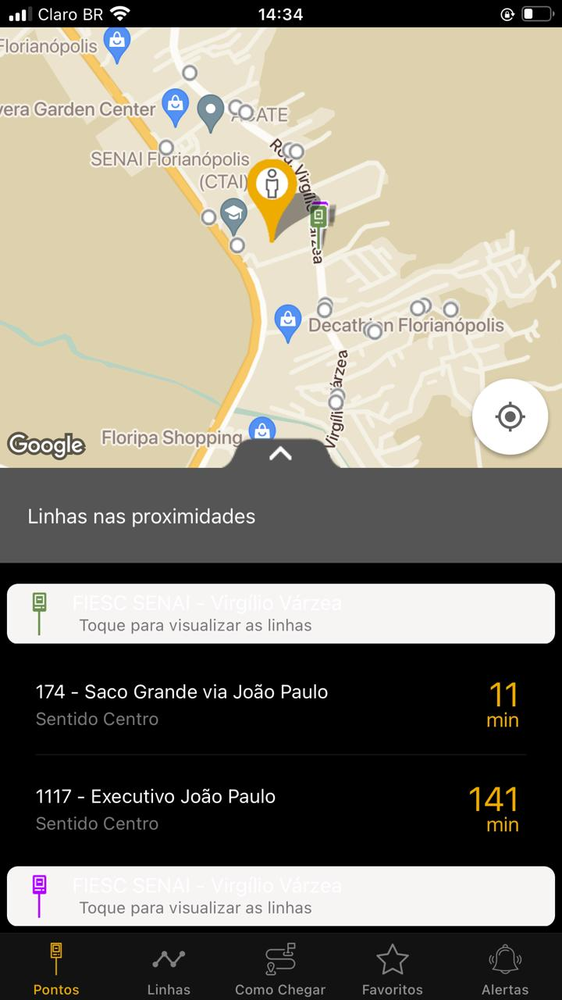 Claro BR
14:34
Florianópolis
vera Garden Center
ACATE
SENAI Florianópolis
(CTAI)
Rod. Virgílio Várzea
Decathlon Florianópolis
Virgílio Várzea
Floripa Shopping
Google
Linhas nas proximidades
FIESC SENAI - Virgílio Várzea
Toque para visualizar as linhas
174 - Saco Grande via João Paulo
11
Sentido Centro
min
1117 - Executivo João Paulo
141
Sentido Centro
min
FIESC SENAI - Virgílio Várzea
Toque para visualizar as linhas
Pontos
Linhas
Como Chegar
Favoritos
Alertas